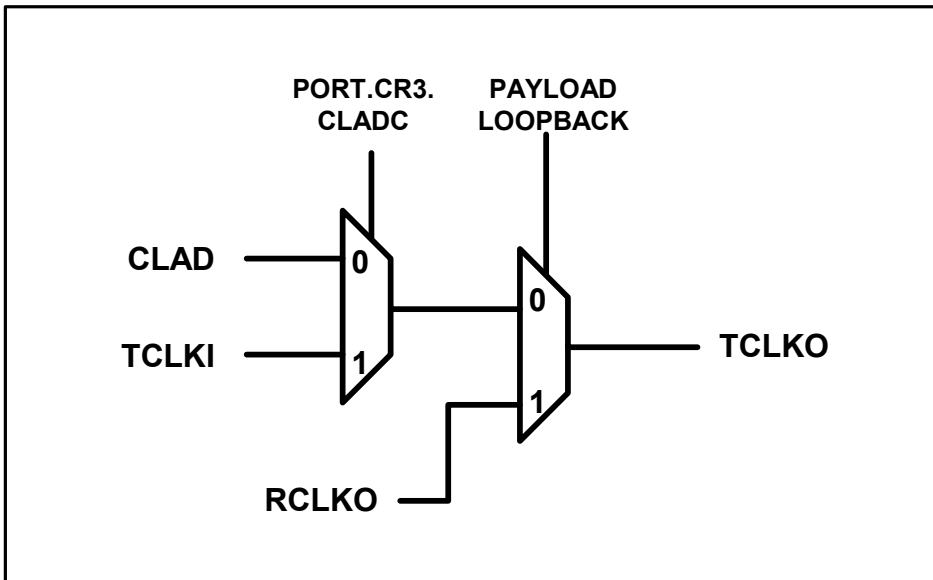 PORT.CR3.
CLADC
PAYLOAD
LOOPBACK
CLAD
0
TCLKI
1
0
1
TCLKO
RCLKO